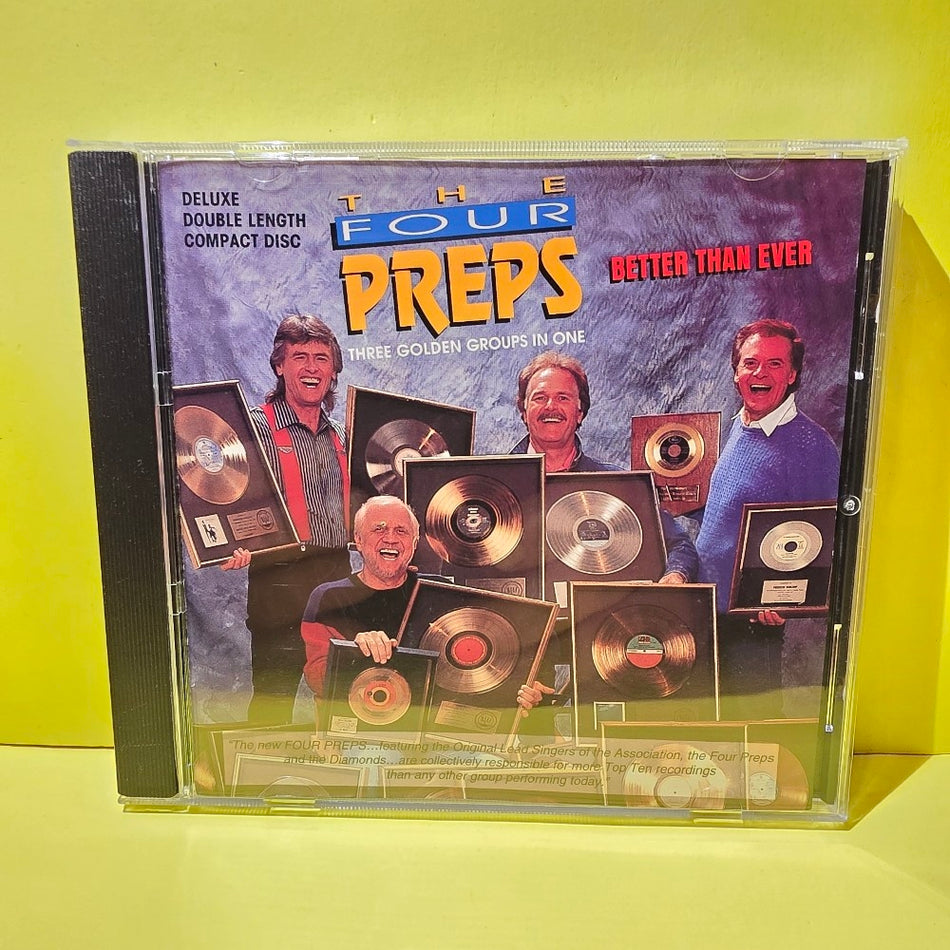 DELUXE
DOUBLE LENGTH
COMPACT DISC
THE
FOUR
PREPS
THREE GOLDEN GROUPS IN ONE
BETTER THAN EVER
"The new FOUR PREPS...featuring the Original Lead Singers of the Association, the Four Preps
and the Diamonds...are collectively responsible for more Top Ten recordings
than any other group performing today."